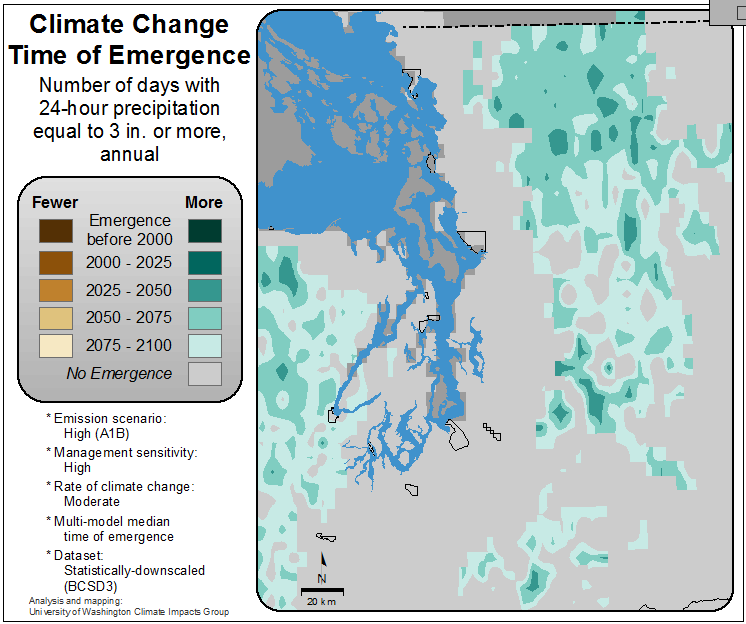 Climate Change
Time of Emergence
Number of days with
24-hour precipitation
equal to 3 in. or more,
annual
Fewer More
Emergence
before 2000
2000 - 2025
2025 - 2050
2050 - 2075
2075 - 2100
No Emergence
* Emission scenario:
High (A1B)
* Management sensitivity:
High
* Rate of climate change:
Moderate
* Multi-model median
time of emergence
* Dataset:
Statistically-downscaled
(BCSD3)
Analysis and mapping:
University of Washington Climate Impacts Group
N
20 km